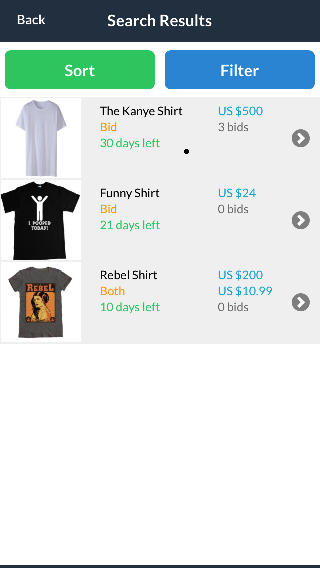 Back
Search Results
Sort
Filter
The Kanye Shirt
US $500
Bid
3 bids
30 days left
I POOPED
TODAY!
Funny Shirt
US $24
Bid
0 bids
21 days left
REBEL
Rebel Shirt
US $200
Both
US $10.99
10 days left
0 bids